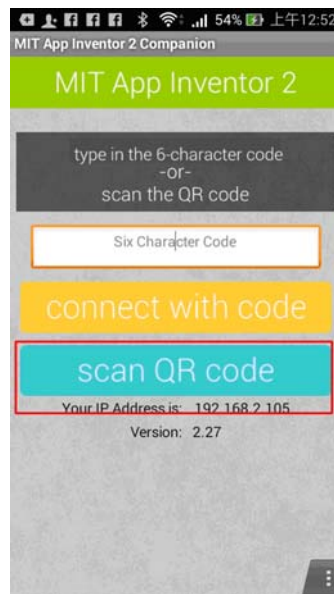 54% 上午12:52
MIT App Inventor 2 Companion
MIT App Inventor 2
type in the 6-character code
-or-
scan the QR code
Six Character Code
connect with code
scan QR code
Your IP Address is: 192.168.2.105
Version: 2.27